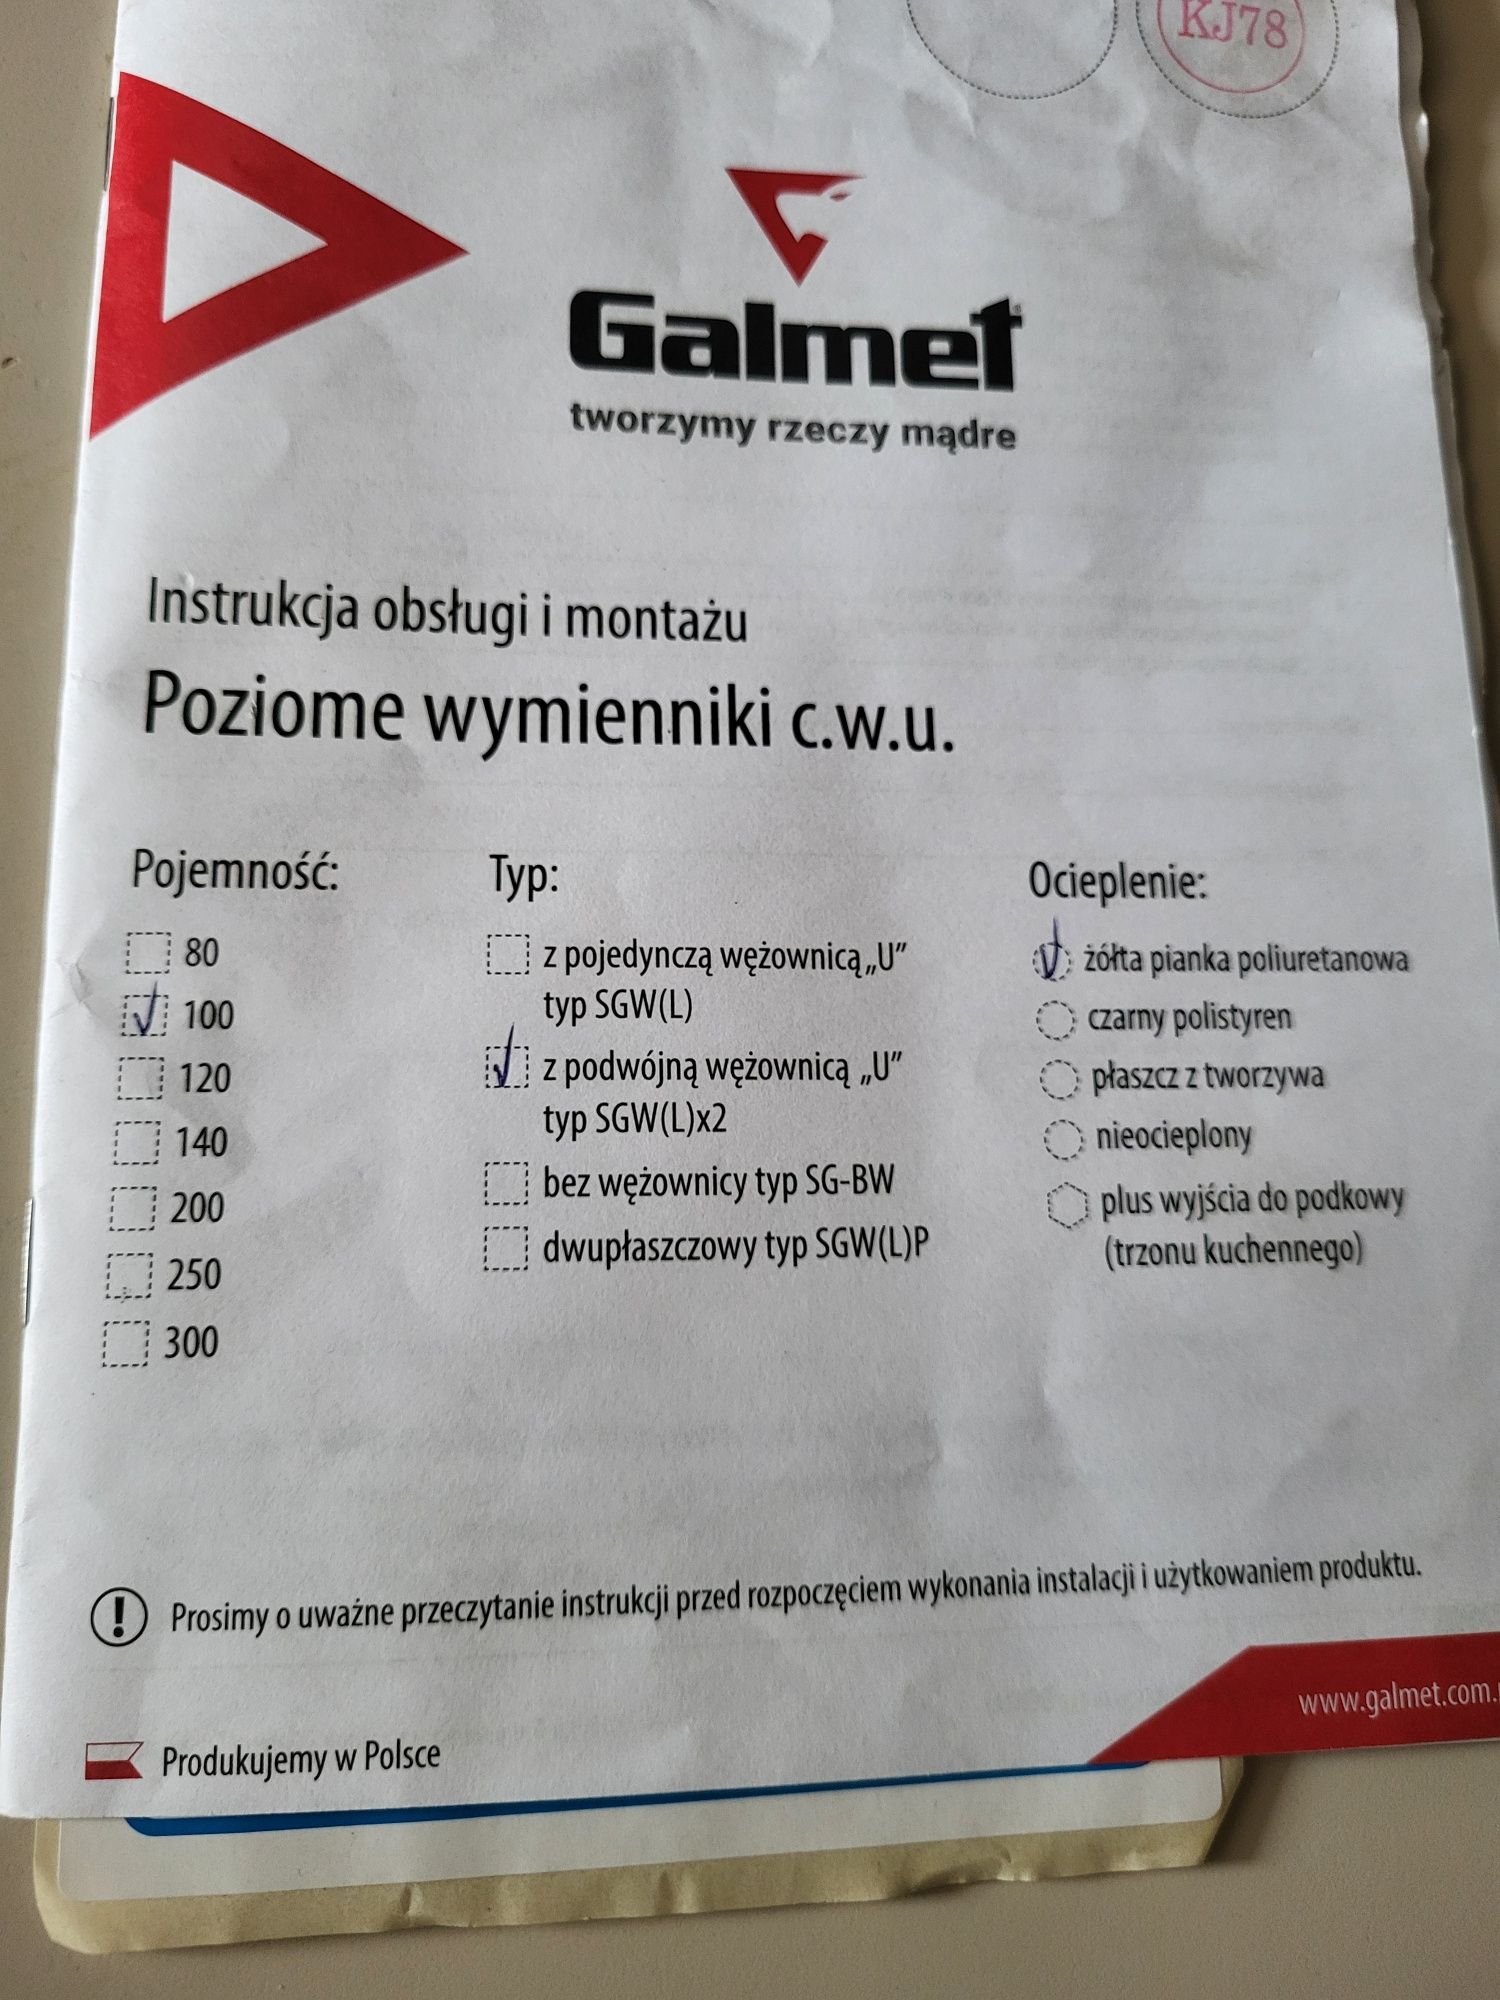 KJ78
Galmet
tworzymy rzeczy mądre
Instrukcja obsługi i montażu
Poziome wymienniki c.w.u.
Pojemność:
80
100
120
140
200
250
300
Typ:
z pojedynczą wężownicą „U”
typ SGW(L)
z podwójną wężownicą „U”
typ SGW(L)x2
bez wężownicy typ SG-BW
dwupłaszczowy typ SGW(L)P
Ocieplenie:
żółta pianka poliuretanowa
czarny polistyren
płaszcz z tworzywa
nieocieplony
plus wyjścia do podkowy
(trzonu kuchennego)
Prosimy o uważne przeczytanie instrukcji przed rozpoczęciem wykonania instalacji i użytkowaniem produktu.
www.galmet.com.
Produkujemy w Polsce